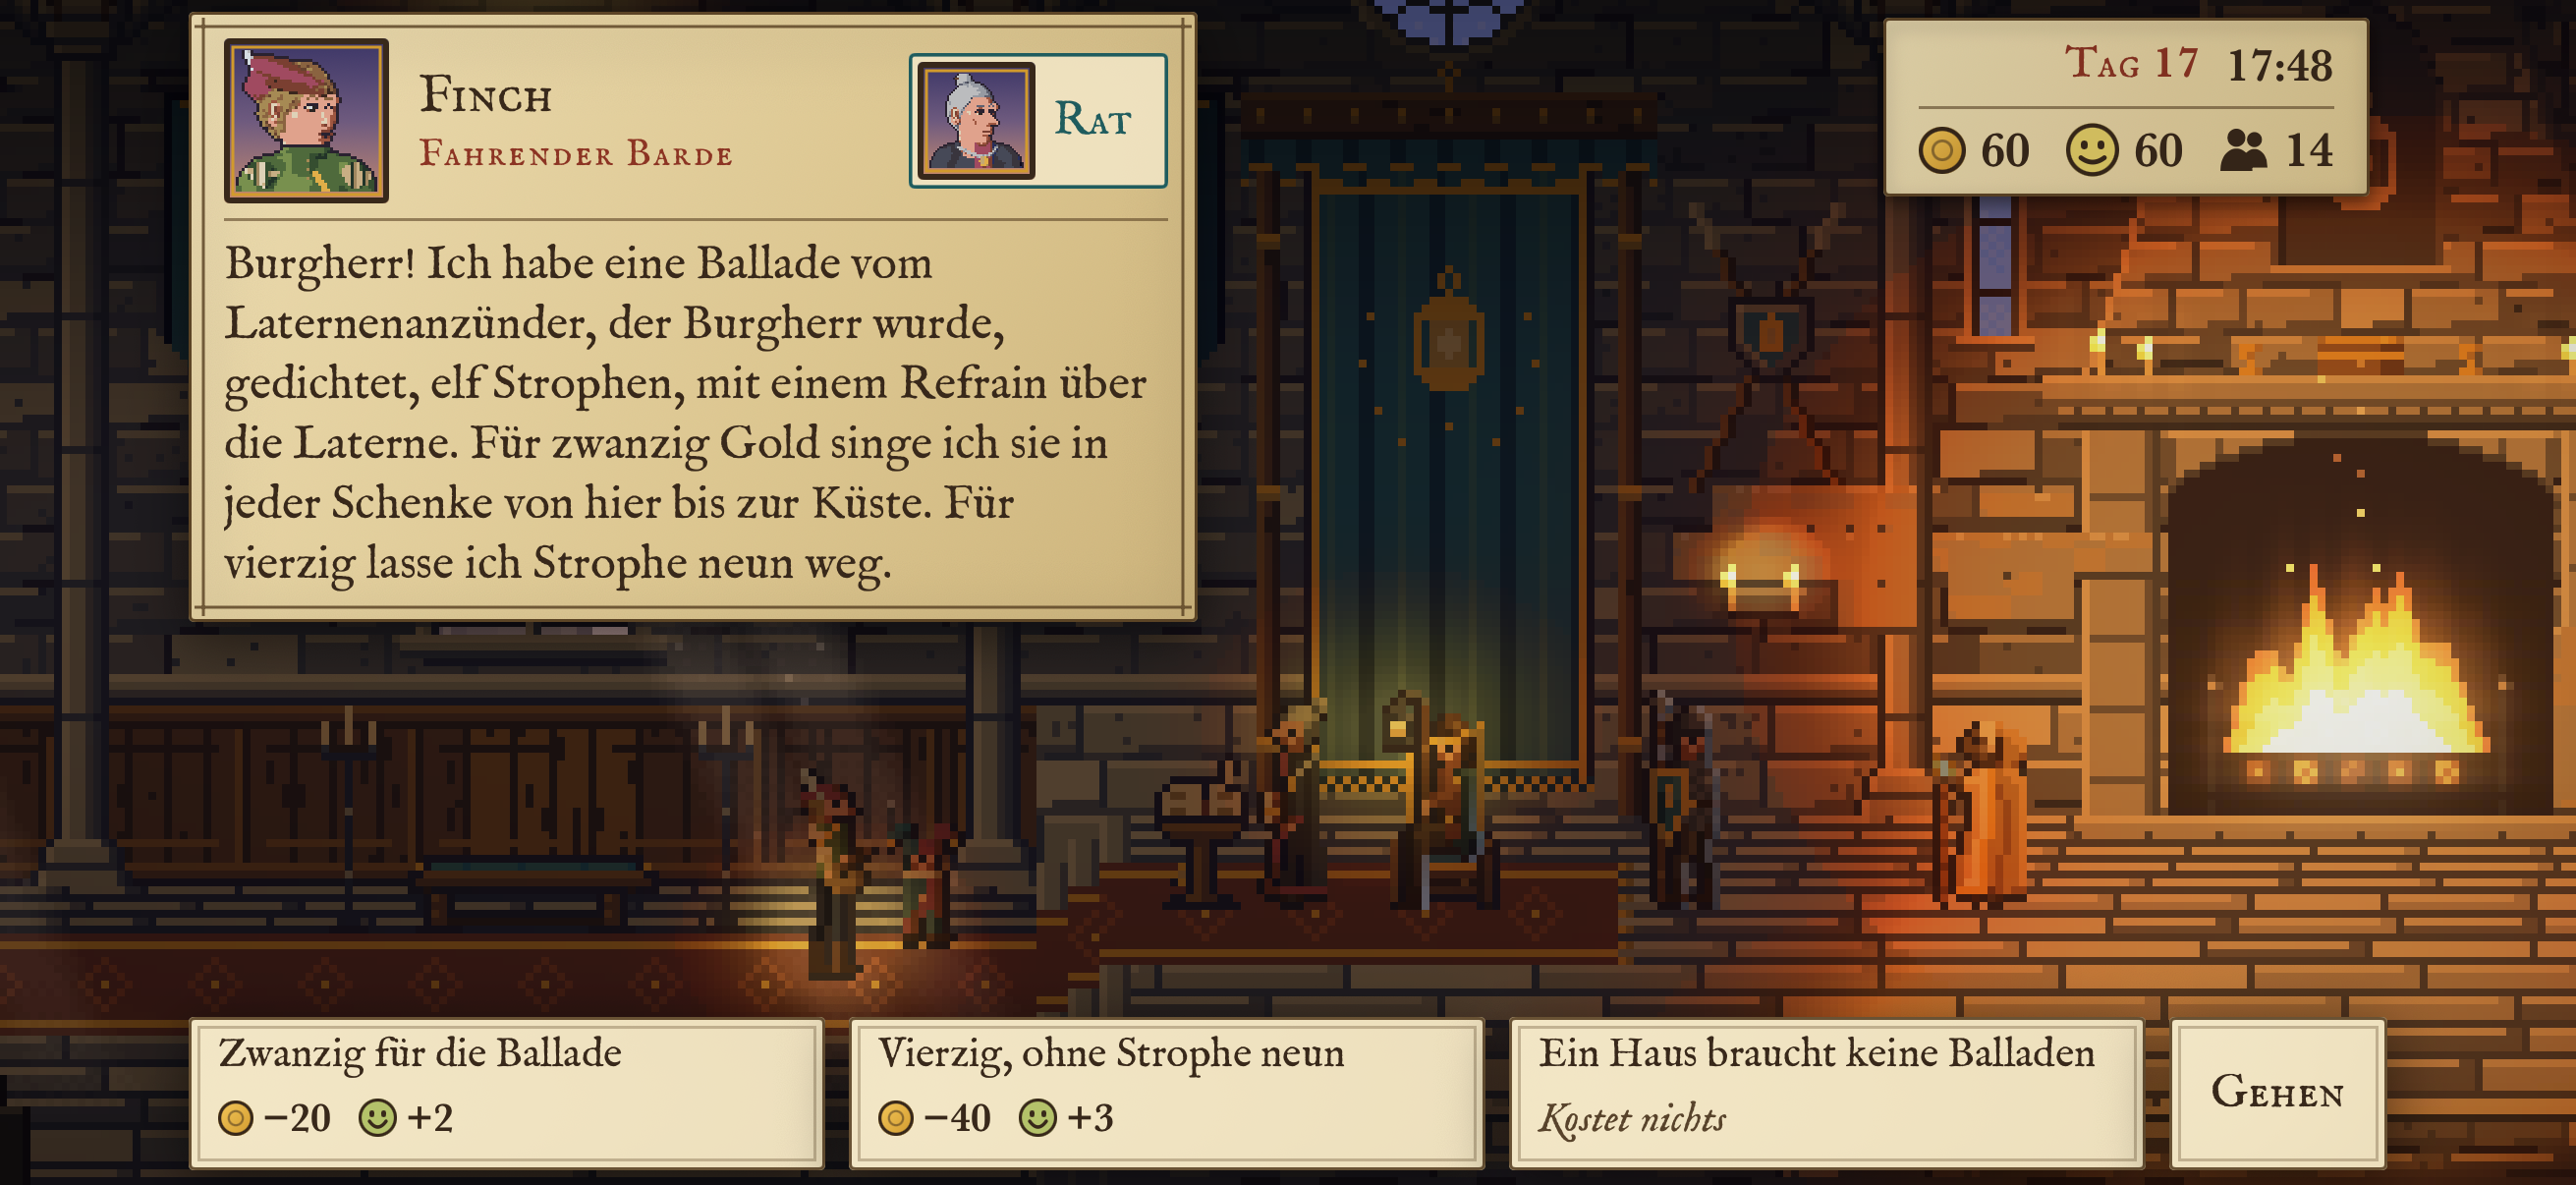 Finch
Fahrender Barde
Rat
Burgherr! Ich habe eine Ballade vom
Laternenanzünder, der Burgherr wurde,
gedichtet, elf Strophen, mit einem Refrain über
die Laterne. Für zwanzig Gold singe ich sie in
jeder Schenke von hier bis zur Küste. Für
vierzig lasse ich Strophe neun weg.
Tag 17 17:48
60 60 14
Zwanzig für die Ballade
−20 +2
Vierzig, ohne Strophe neun
−40 +3
Ein Haus braucht keine Balladen
Kostet nichts
Gehen